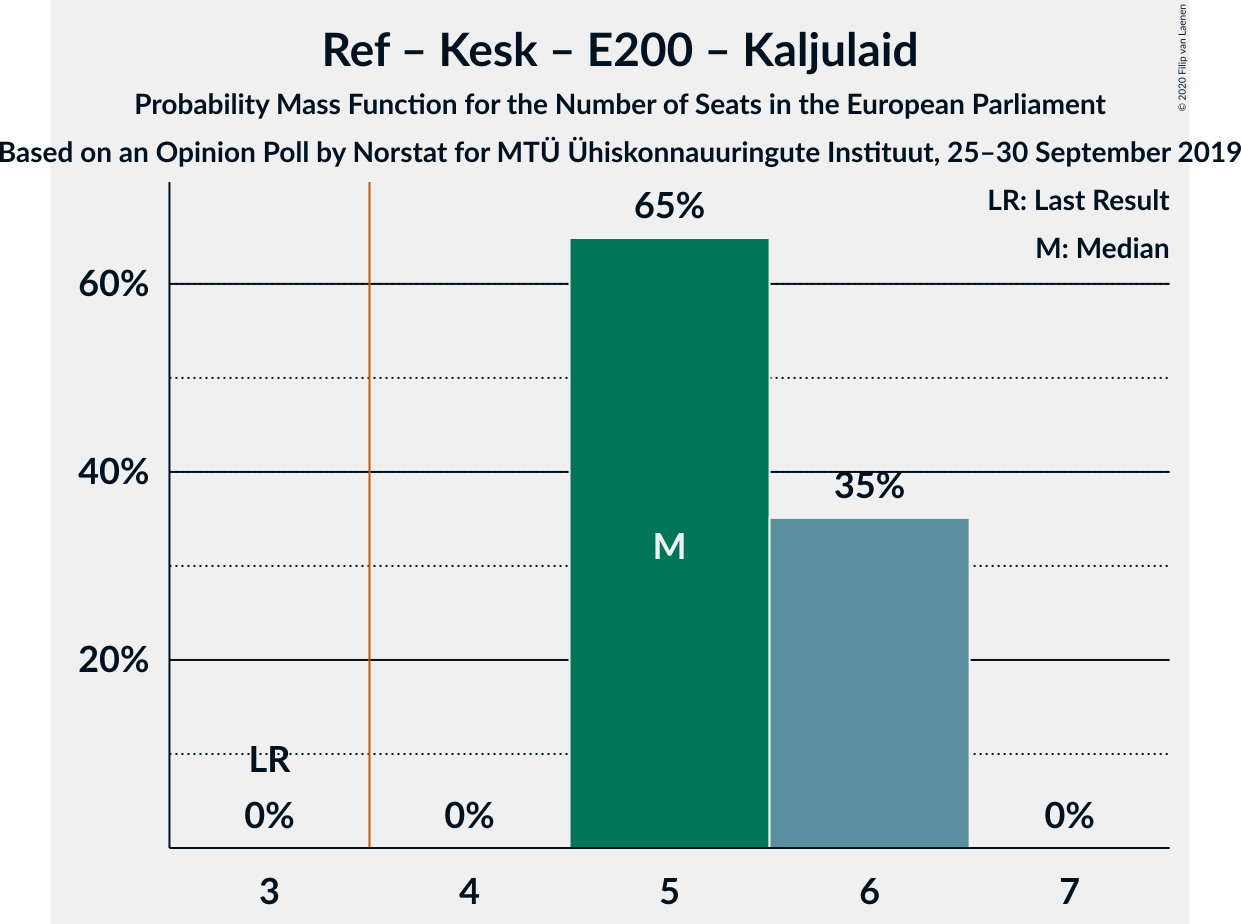 Ref – Kesk – E200 – Kaljulaid
Probability Mass Function for the Number of Seats in the European Parliament
Based on an Opinion Poll by Norstat for MTÜ Ühiskonnauuringute Instituut, 25–30 September 2019
© 2020 Filip van Laenen
LR: Last Result
M: Median
65%
60%
40%
35%
M
20%
LR
0%
0%
0%
3
4
5
6
7